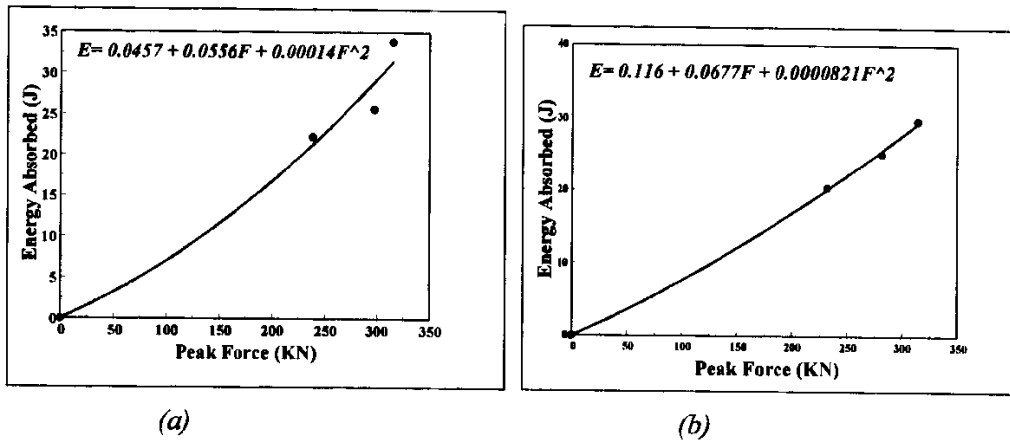 E= 0.0457 + 0.0556F + 0.00014F^2
35
30
25
20
15
10
5
0
Energy Absorbed (J)
0 50 100 150 200 250 300 350
Peak Force (KN)
(a)
E= 0.116 + 0.0677F + 0.0000821F^2
40
30
20
10
0
Energy Absorbed (J)
0 50 100 150 200 250 300 350
Peak Force (KN)
(b)